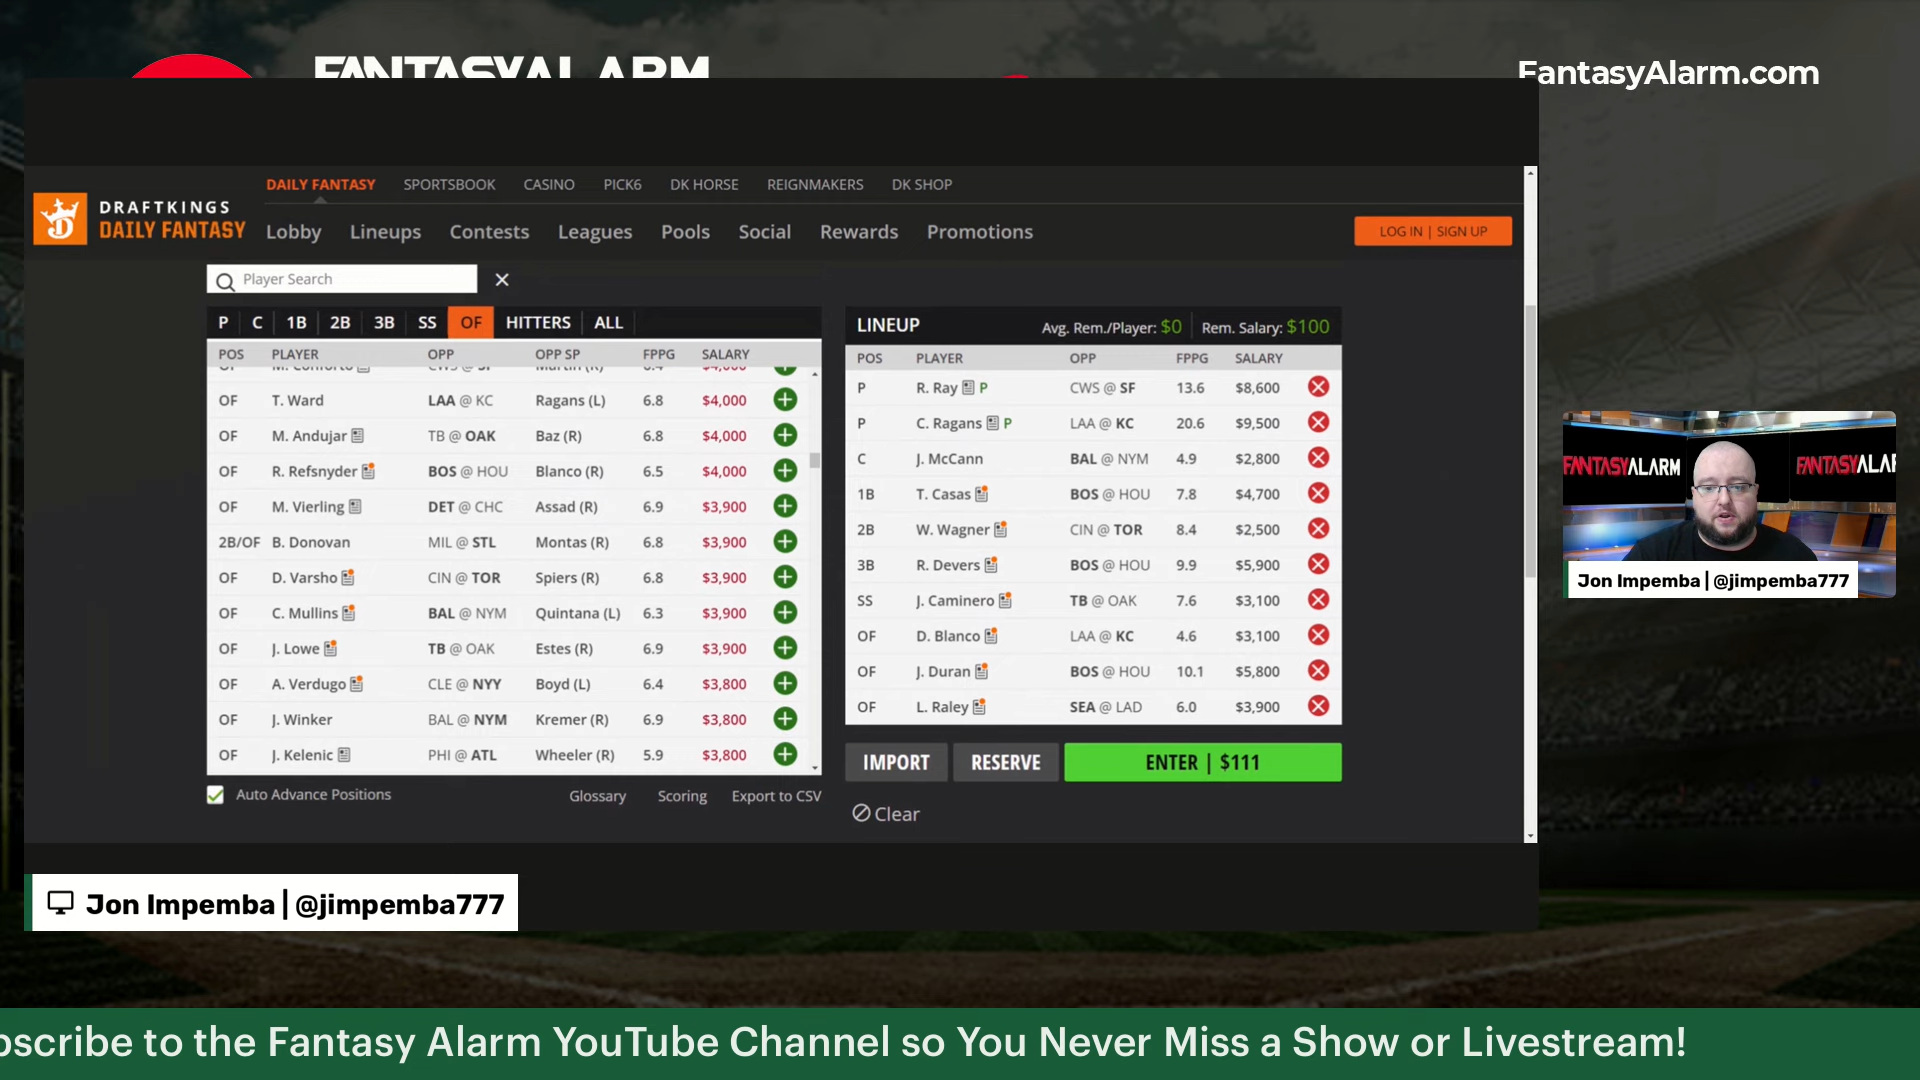 FANTASYALARM
FantasyAlarm.com
DAILY FANTASY SPORTSBOOK CASINO PICK6 DK HORSE REIGNMAKERS DK SHOP
DRAFTKINGS
DAILY FANTASY
Lobby Lineups Contests Leagues Pools Social Rewards Promotions
LOG IN | SIGN UP
Player Search
P C 1B 2B 3B SS OF HITTERS ALL
POS PLAYER OPP OPP SP FPPG SALARY
OF M. Conforto CWS @ SF Martin (R) 6.4 $4,000
OF T. Ward LAA @ KC Ragans (L) 6.8 $4,000
OF M. Andujar TB @ OAK Baz (R) 6.8 $4,000
OF R. Refsnyder BOS @ HOU Blanco (R) 6.5 $4,000
OF M. Vierling DET @ CHC Assad (R) 6.9 $3,900
2B/OF B. Donovan MIL @ STL Montas (R) 6.8 $3,900
OF D. Varsho CIN @ TOR Spiers (R) 6.8 $3,900
OF C. Mullins BAL @ NYM Quintana (L) 6.3 $3,900
OF J. Lowe TB @ OAK Estes (R) 6.9 $3,900
OF A. Verdugo CLE @ NYY Boyd (L) 6.4 $3,800
OF J. Winker BAL @ NYM Kremer (R) 6.9 $3,800
OF J. Kelenic PHI @ ATL Wheeler (R) 5.9 $3,800
Auto Advance Positions
Glossary Scoring Export to CSV
LINEUP Avg. Rem./Player: $0 Rem. Salary: $100
POS PLAYER OPP FPPG SALARY
P R. Ray P CWS @ SF 13.6 $8,600
P C. Ragans P LAA @ KC 20.6 $9,500
C J. McCann BAL @ NYM 4.9 $2,800
1B T. Casas BOS @ HOU 7.8 $4,700
2B W. Wagner CIN @ TOR 8.4 $2,500
3B R. Devers BOS @ HOU 9.9 $5,900
SS J. Caminero TB @ OAK 7.6 $3,100
OF D. Blanco LAA @ KC 4.6 $3,100
OF J. Duran BOS @ HOU 10.1 $5,800
OF L. Raley SEA @ LAD 6.0 $3,900
IMPORT RESERVE ENTER | $111
Clear
FANTASYALARM FANTASYALA
Jon Impemba | @jimpemba777
Jon Impemba | @jimpemba777
bscribe to the Fantasy Alarm YouTube Channel so You Never Miss a Show or Livestream!